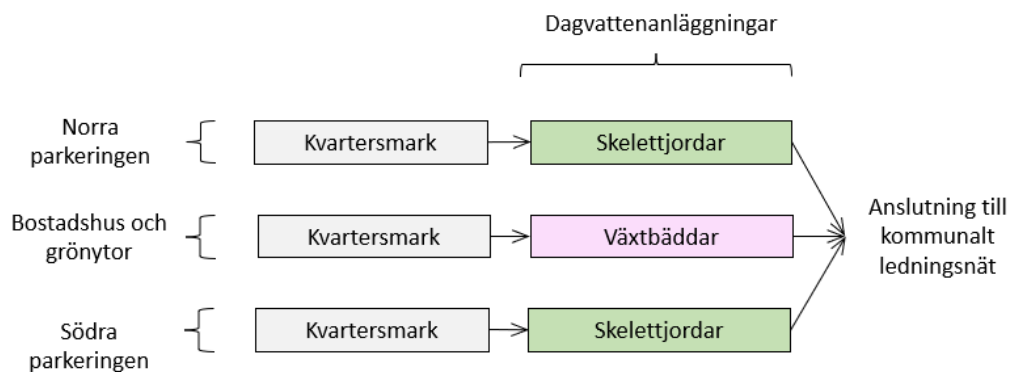 Dagvattenanläggningar
Norra
parkeringen
Kvartersmark
Skelettjordar
Bostadshus och
grönytor
Kvartersmark
Växtbäddar
Anslutning till
kommunalt
ledningsnät
Södra
parkeringen
Kvartersmark
Skelettjordar